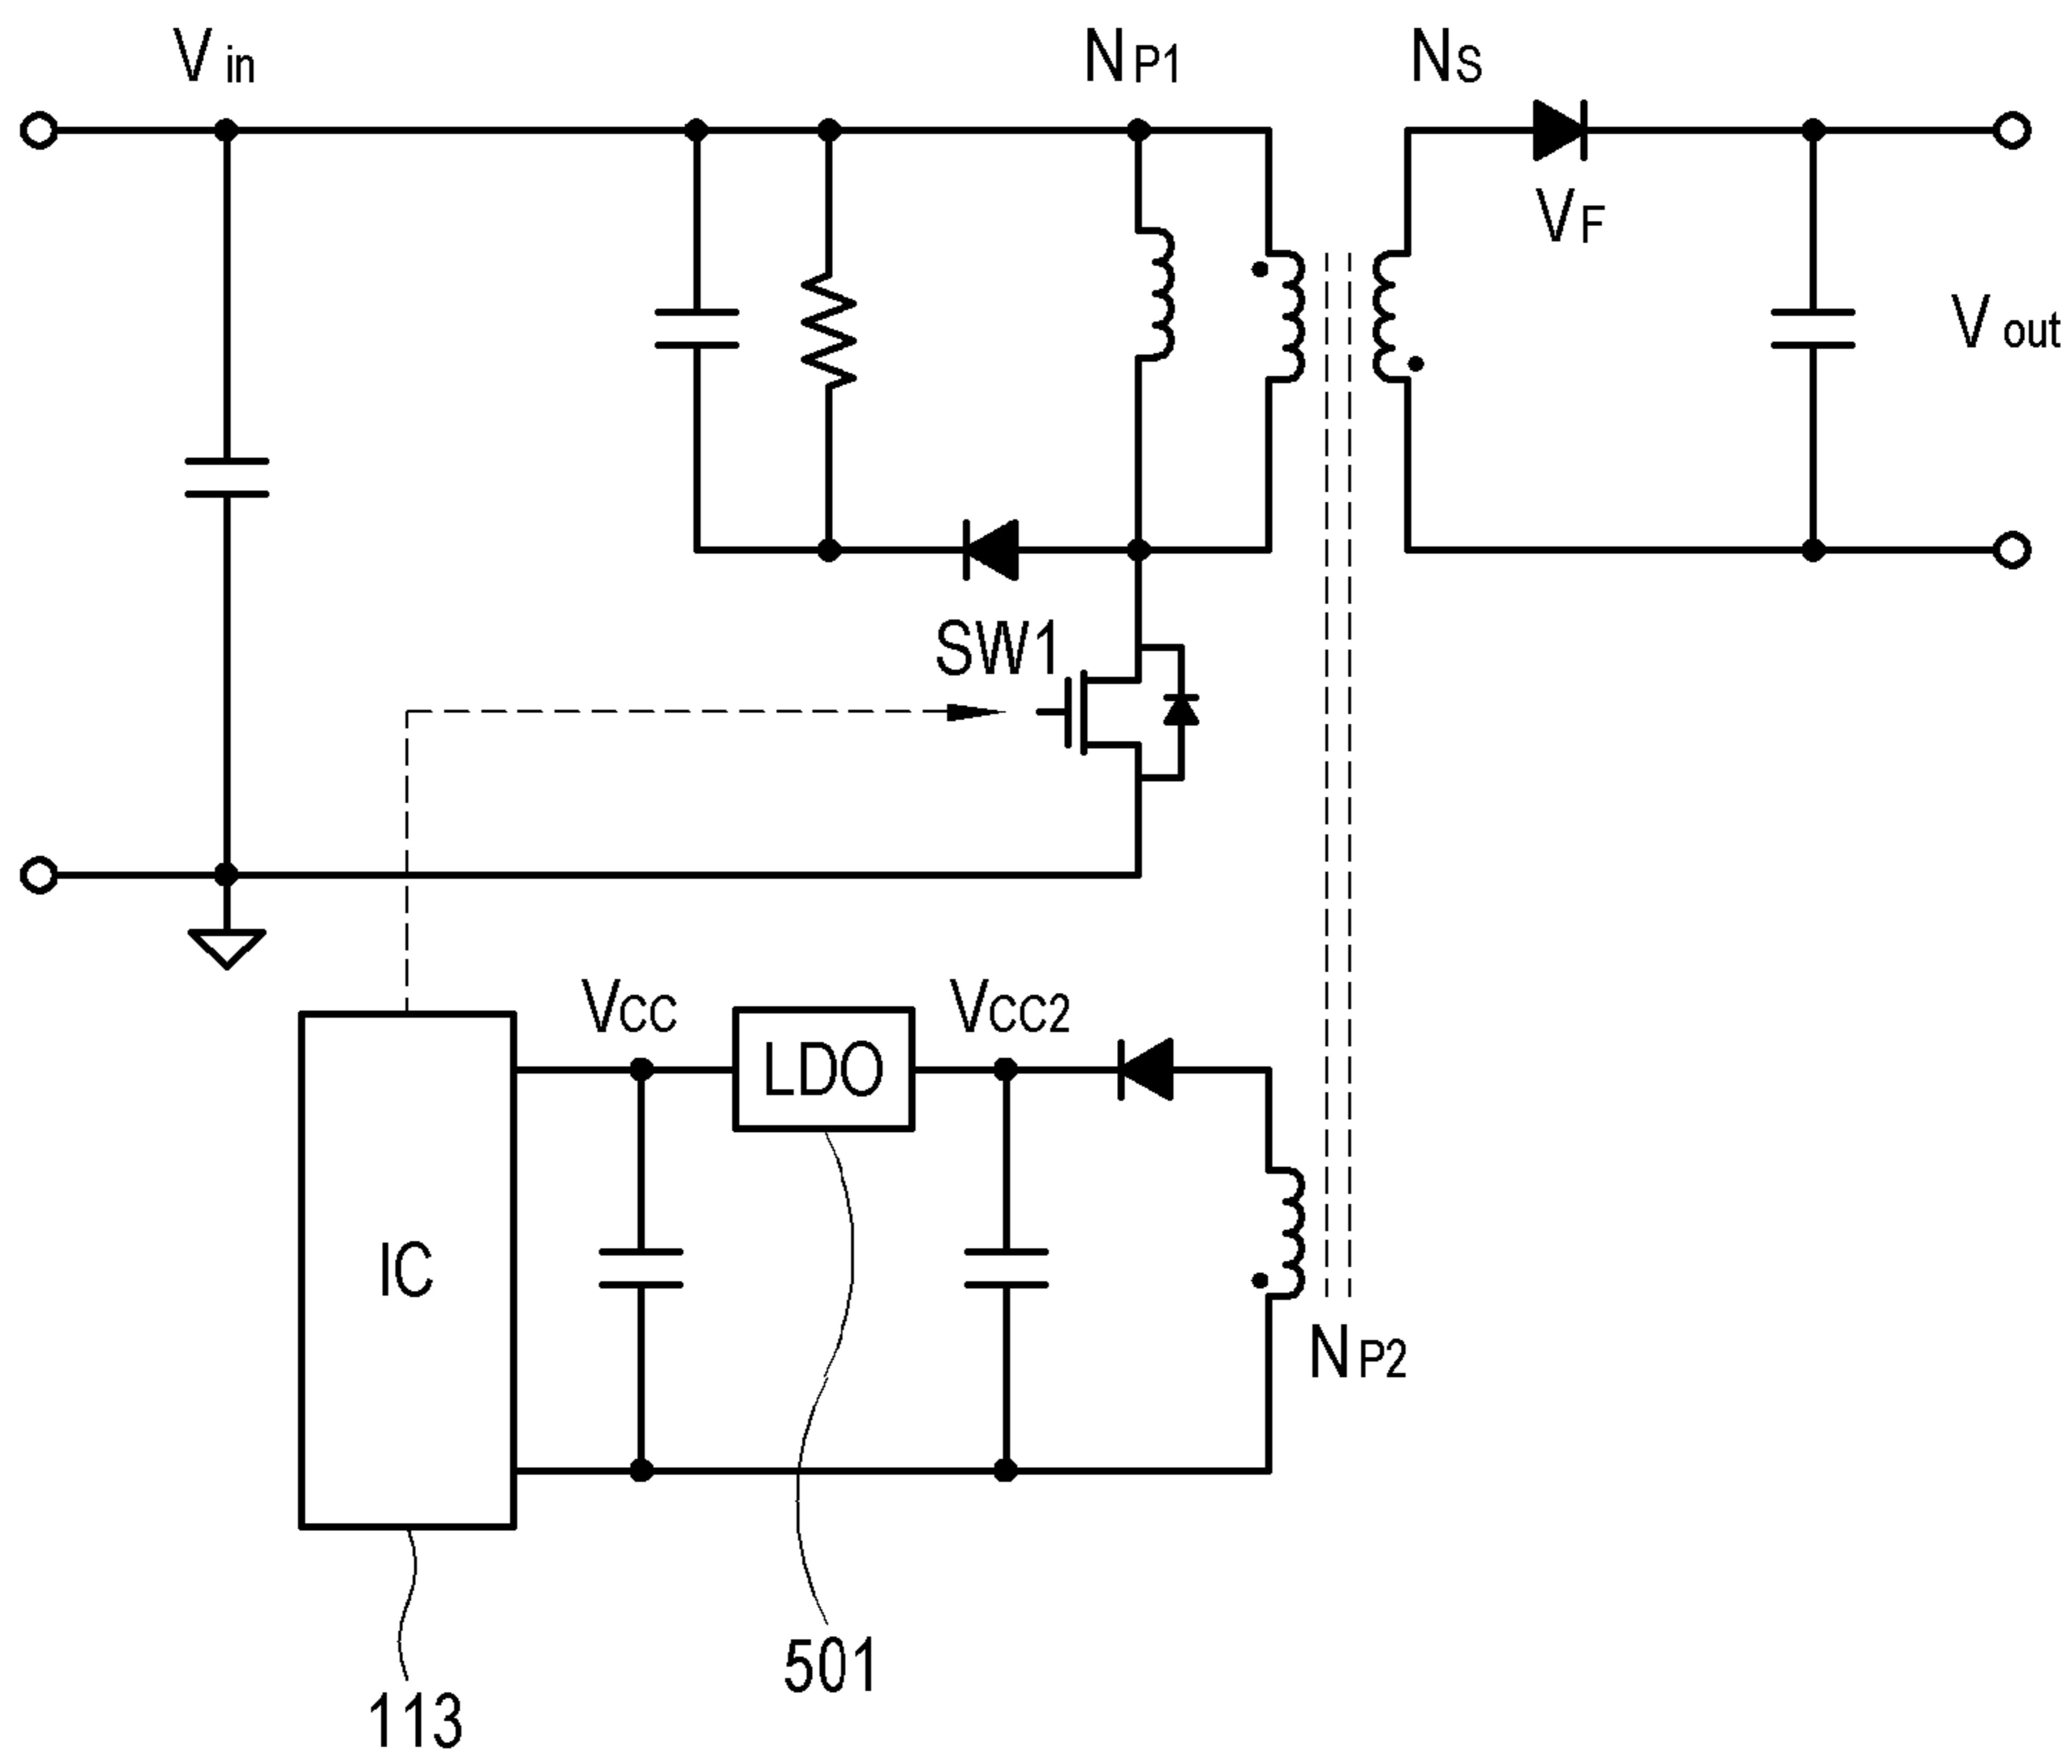 Vin
NP1
NS
VF
Vout
SW1
VCC
LDO
VCC2
IC
NP2
501
113